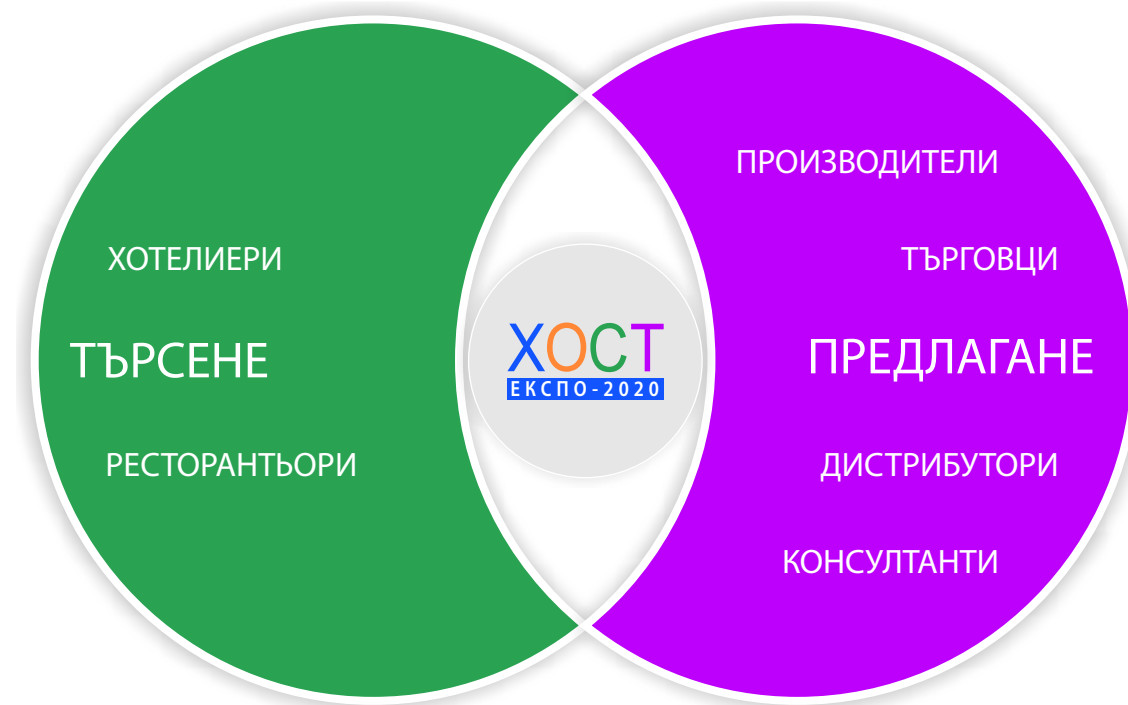 ХОТЕЛИЕРИ
ТЪРСЕНЕ
РЕСТОРАНТЬОРИ
ХОСТ
ЕКСПО-2020
ПРОИЗВОДИТЕЛИ
ТЪРГОВЦИ
ПРЕДЛАГАНЕ
ДИСТРИБУТОРИ
КОНСУЛТАНТИ